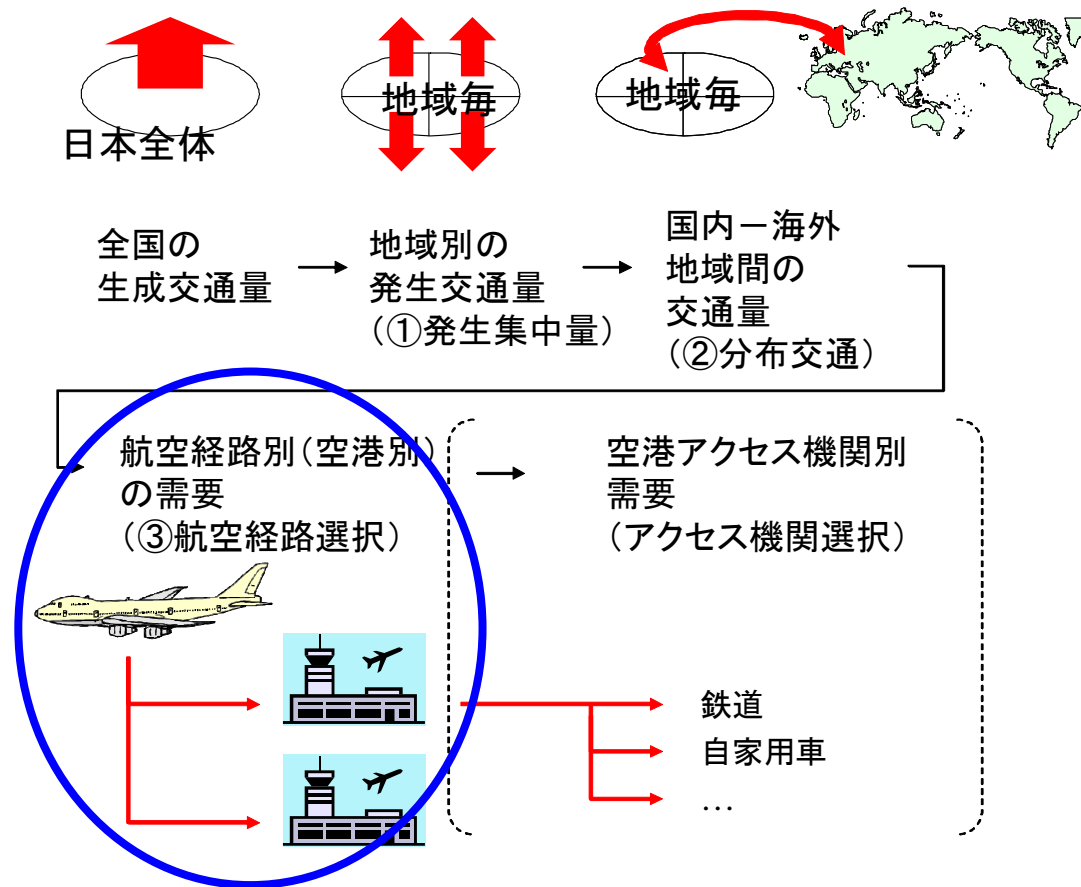 日本全体
地域毎
地域毎
全国の
生成交通量
地域別の
発生交通量
(①発生集中量)
国内－海外
地域間の
交通量
(②分布交通)
航空経路別(空港別)
の需要
(③航空経路選択)
空港アクセス機関別
需要
(アクセス機関選択)
鉄道
自家用車
…